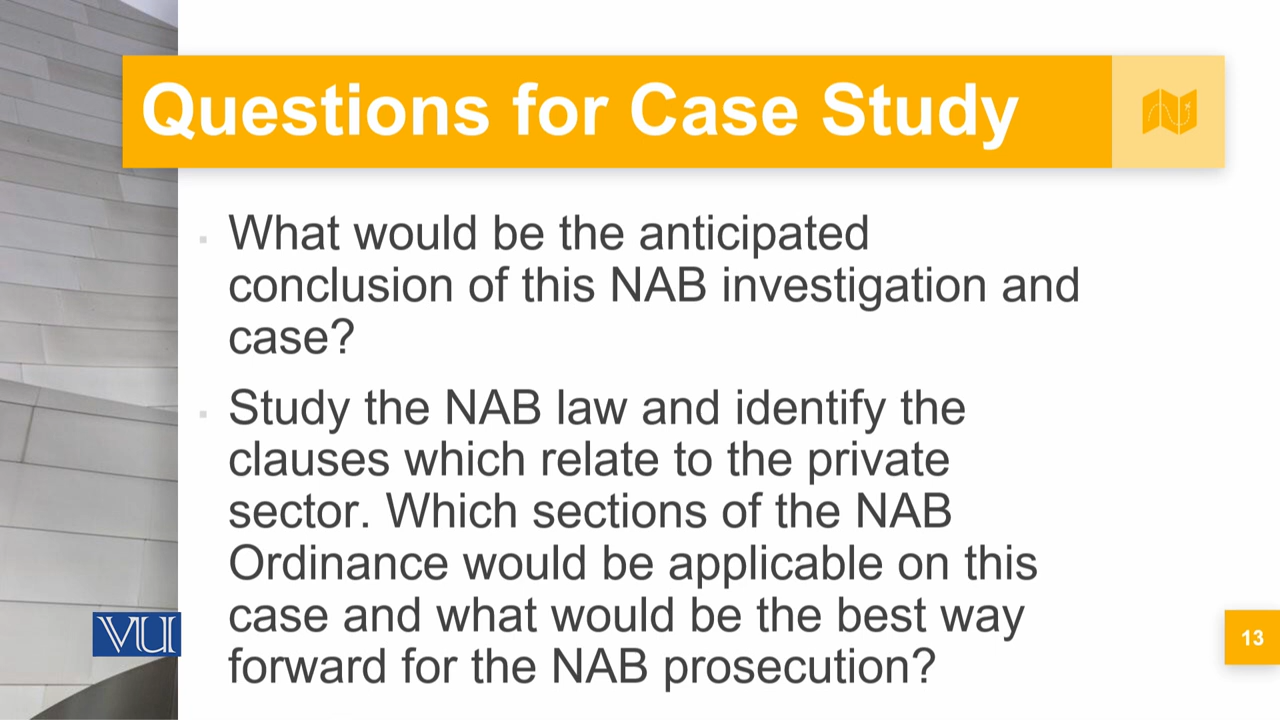 Questions for Case Study
What would be the anticipated
conclusion of this NAB investigation and
case?
Study the NAB law and identify the
clauses which relate to the private
sector. Which sections of the NAB
Ordinance would be applicable on this
case and what would be the best way
forward for the NAB prosecution?
VU
13